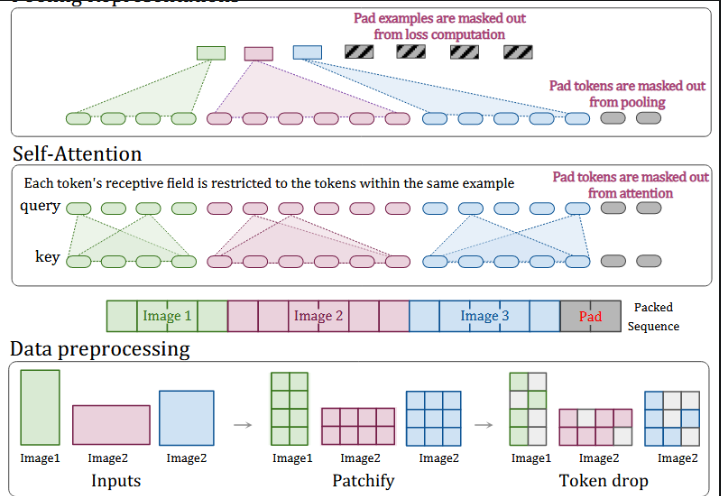 Pooling Representations
Pad examples are masked out
from loss computation
Pad tokens are masked out
from pooling
Self-Attention
Each token's receptive field is restricted to the tokens within the same example
Pad tokens are masked out
from attention
query
key
Image 1
Image 2
Image 3
Pad
Packed
Sequence
Data preprocessing
Image1
Image2
Image2
Image1
Image2
Image2
Image1
Image2
Image2
Inputs
Patchify
Token drop